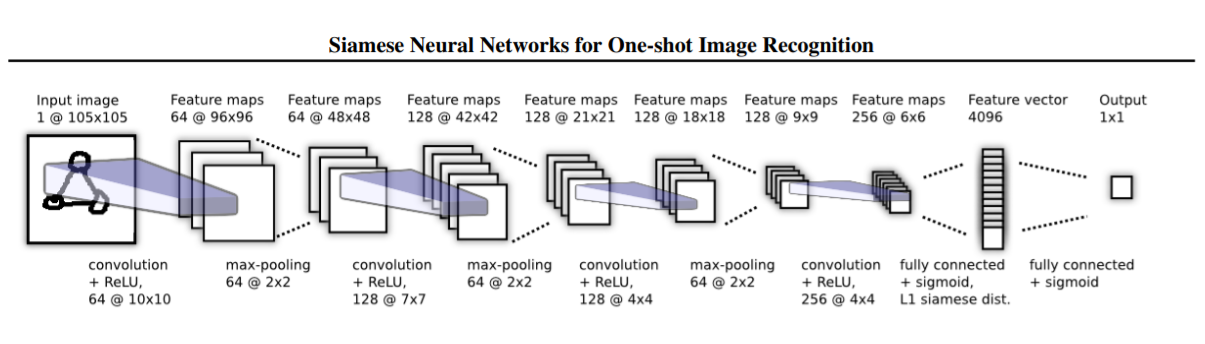 Siamese Neural Networks for One-shot Image Recognition
Input image
1 @ 105x105
Feature maps
64 @ 96x96
Feature maps
64 @ 48x48
Feature maps
128 @ 42x42
Feature maps
128 @ 21x21
Feature maps
128 @ 18x18
Feature maps
128 @ 9x9
Feature maps
256 @ 6x6
Feature vector
4096
Output
1x1
convolution
+ ReLU,
64 @ 10x10
max-pooling
64 @ 2x2
convolution
+ ReLU,
128 @ 7x7
max-pooling
64 @ 2x2
convolution
+ ReLU,
128 @ 4x4
max-pooling
64 @ 2x2
convolution
+ ReLU,
256 @ 4x4
fully connected
+ sigmoid,
L1 siamese dist.
fully connected
+ sigmoid